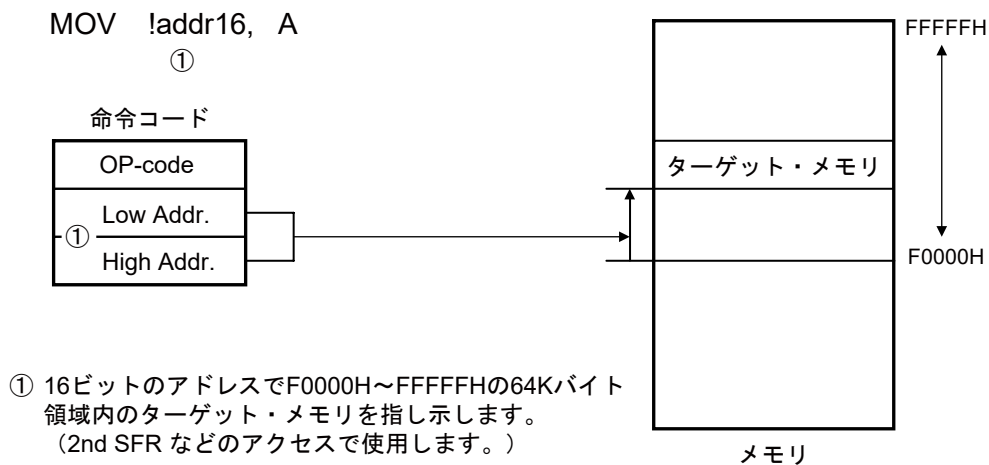 MOV !addr16, A
①
命令コード
OP-code
Low Addr.
①
High Addr.
FFFFFH
ターゲット・メモリ
F0000H
メモリ
① 16ビットのアドレスでF0000H～FFFFFHの64Kバイト
領域内のターゲット・メモリを指し示します。
（2nd SFR などのアクセスで使用します。）